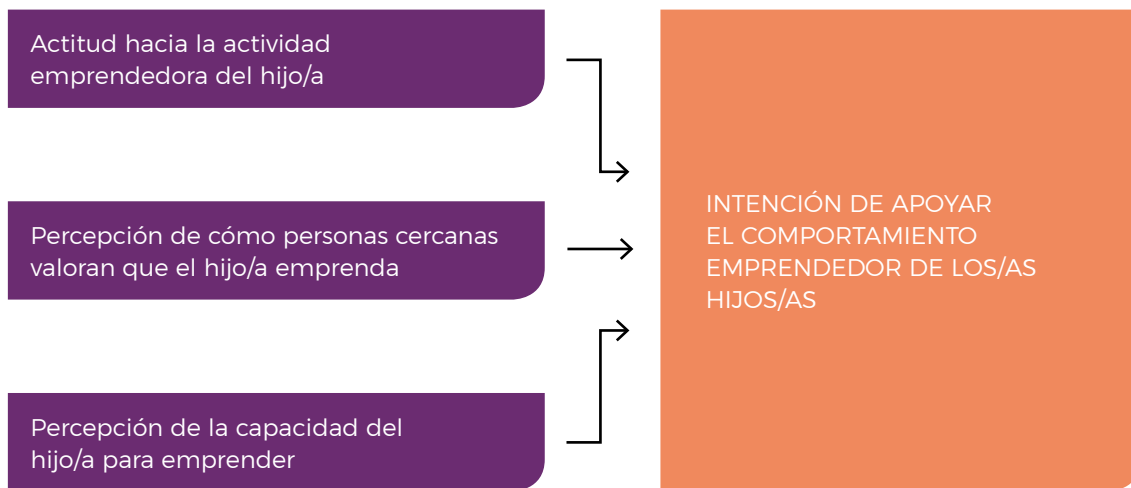 Actitud hacia la actividad
emprendedora del hijo/a
Percepción de cómo personas cercanas
valoran que el hijo/a emprenda
Percepción de la capacidad del
hijo/a para emprender
INTENCIÓN DE APOYAR
EL COMPORTAMIENTO
EMPRENDEDOR DE LOS/AS
HIJOS/AS